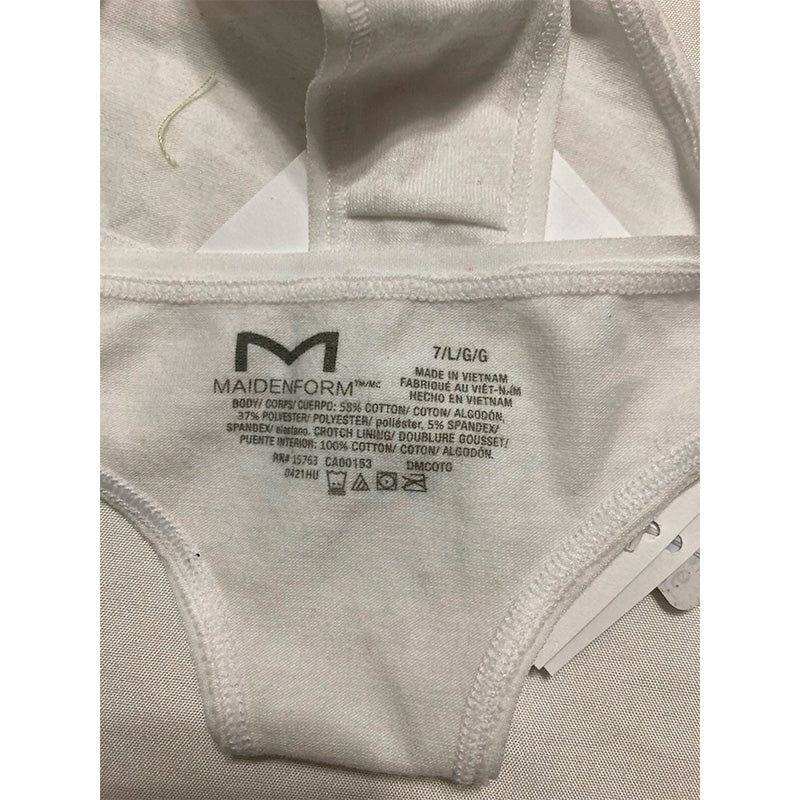 M
MAIDENFORM™/MC
7/L/G/G
MADE IN VIETNAM
FABRIQUÉ AU VIÊT-NAM
HECHO EN VIETNAM
BODY/ CORPS/ CUERPO: 58% COTTON/ COTON/ ALGODÓN,
37% POLYESTER/ POLYESTER/ poliéster, 5% SPANDEX/
SPANDEX/ elastano. CROTCH LINING/ DOUBLURE GOUSSET/
PUENTE INTERIOR: 100% COTTON/ COTON/ ALGODÓN.
RR# 15763 CA00153 DMCOTG
0421HU